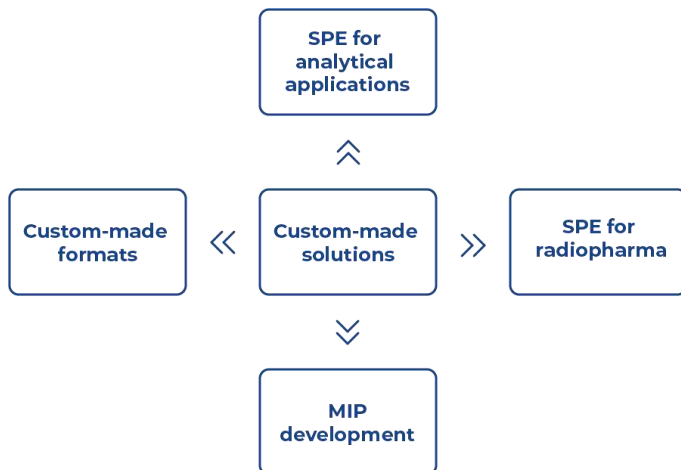 SPE for
analytical
applications
Custom-made
formats
Custom-made
solutions
SPE for
radiopharma
MIP
development